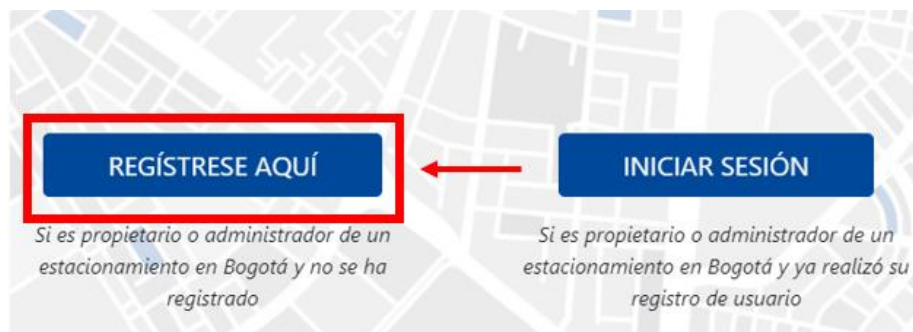 REGÍSTRESE AQUÍ
Si es propietario o administrador de un
estacionamiento en Bogotá y no se ha
registrado
INICIAR SESIÓN
Si es propietario o administrador de un
estacionamiento en Bogotá y ya realizó su
registro de usuario